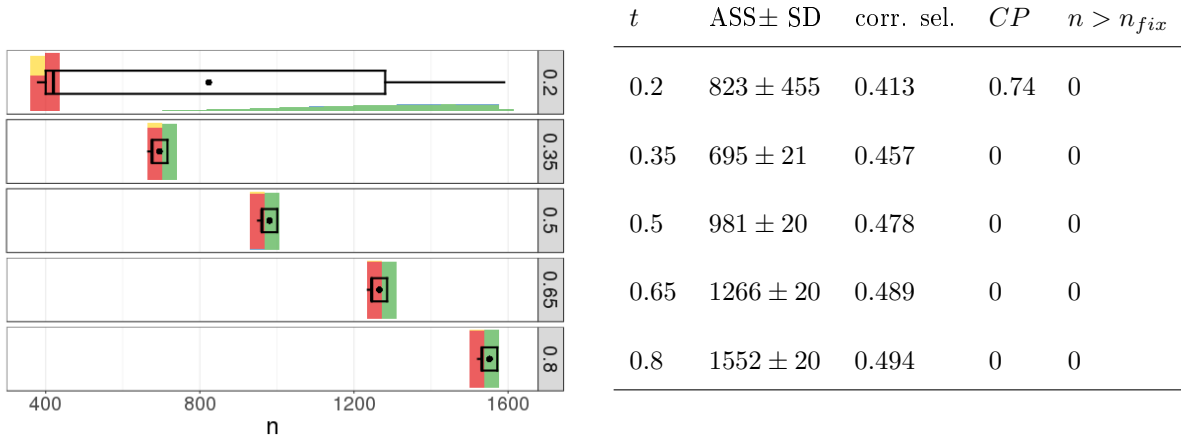 0.2
0.35
0.5
0.65
0.8
400 800 1200 1600
n
t ASS± SD corr. sel. CP n > n_{fix}
0.2 823 ± 455 0.413 0.74 0
0.35 695 ± 21 0.457 0 0
0.5 981 ± 20 0.478 0 0
0.65 1266 ± 20 0.489 0 0
0.8 1552 ± 20 0.494 0 0